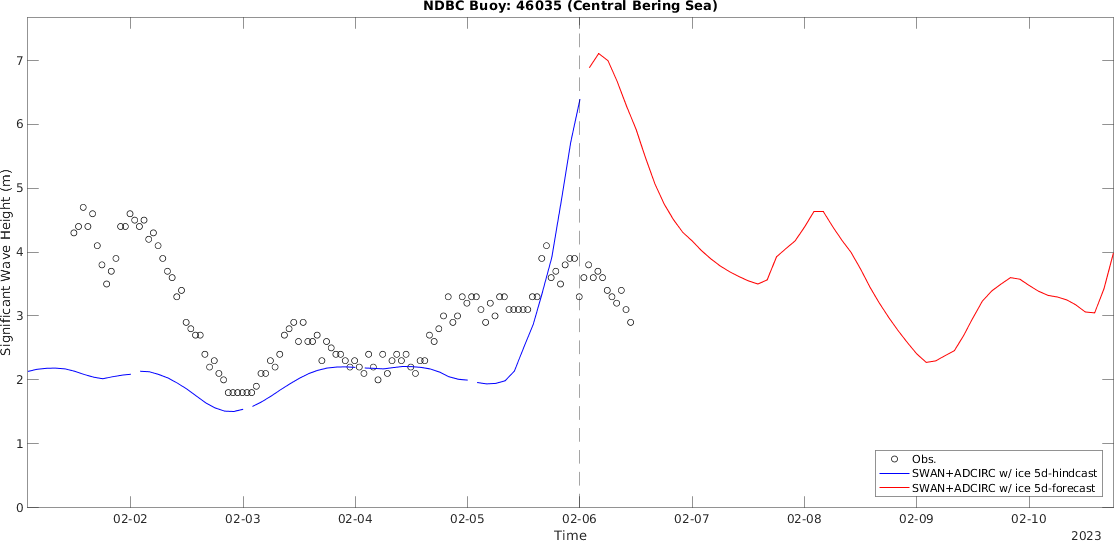 NDBC Buoy: 46035 (Central Bering Sea)
7
6
5
4
3
2
1
0
Significant Wave Height (m)
02-02 02-03 02-04 02-05 02-06 02-07 02-08 02-09 02-10
Time
2023
Obs.
SWAN+ADCIRC w/ ice 5d-hindcast
SWAN+ADCIRC w/ ice 5d-forecast